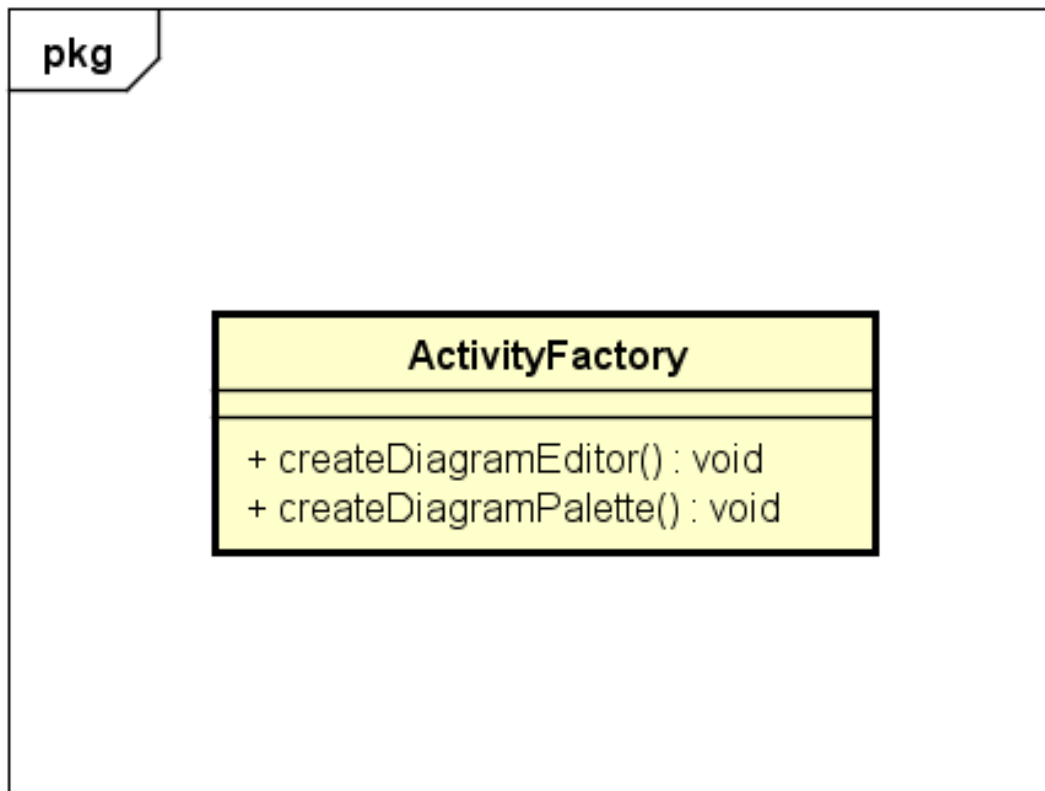 pkg
ActivityFactory
+ createDiagramEditor() : void
+ createDiagramPalette() : void